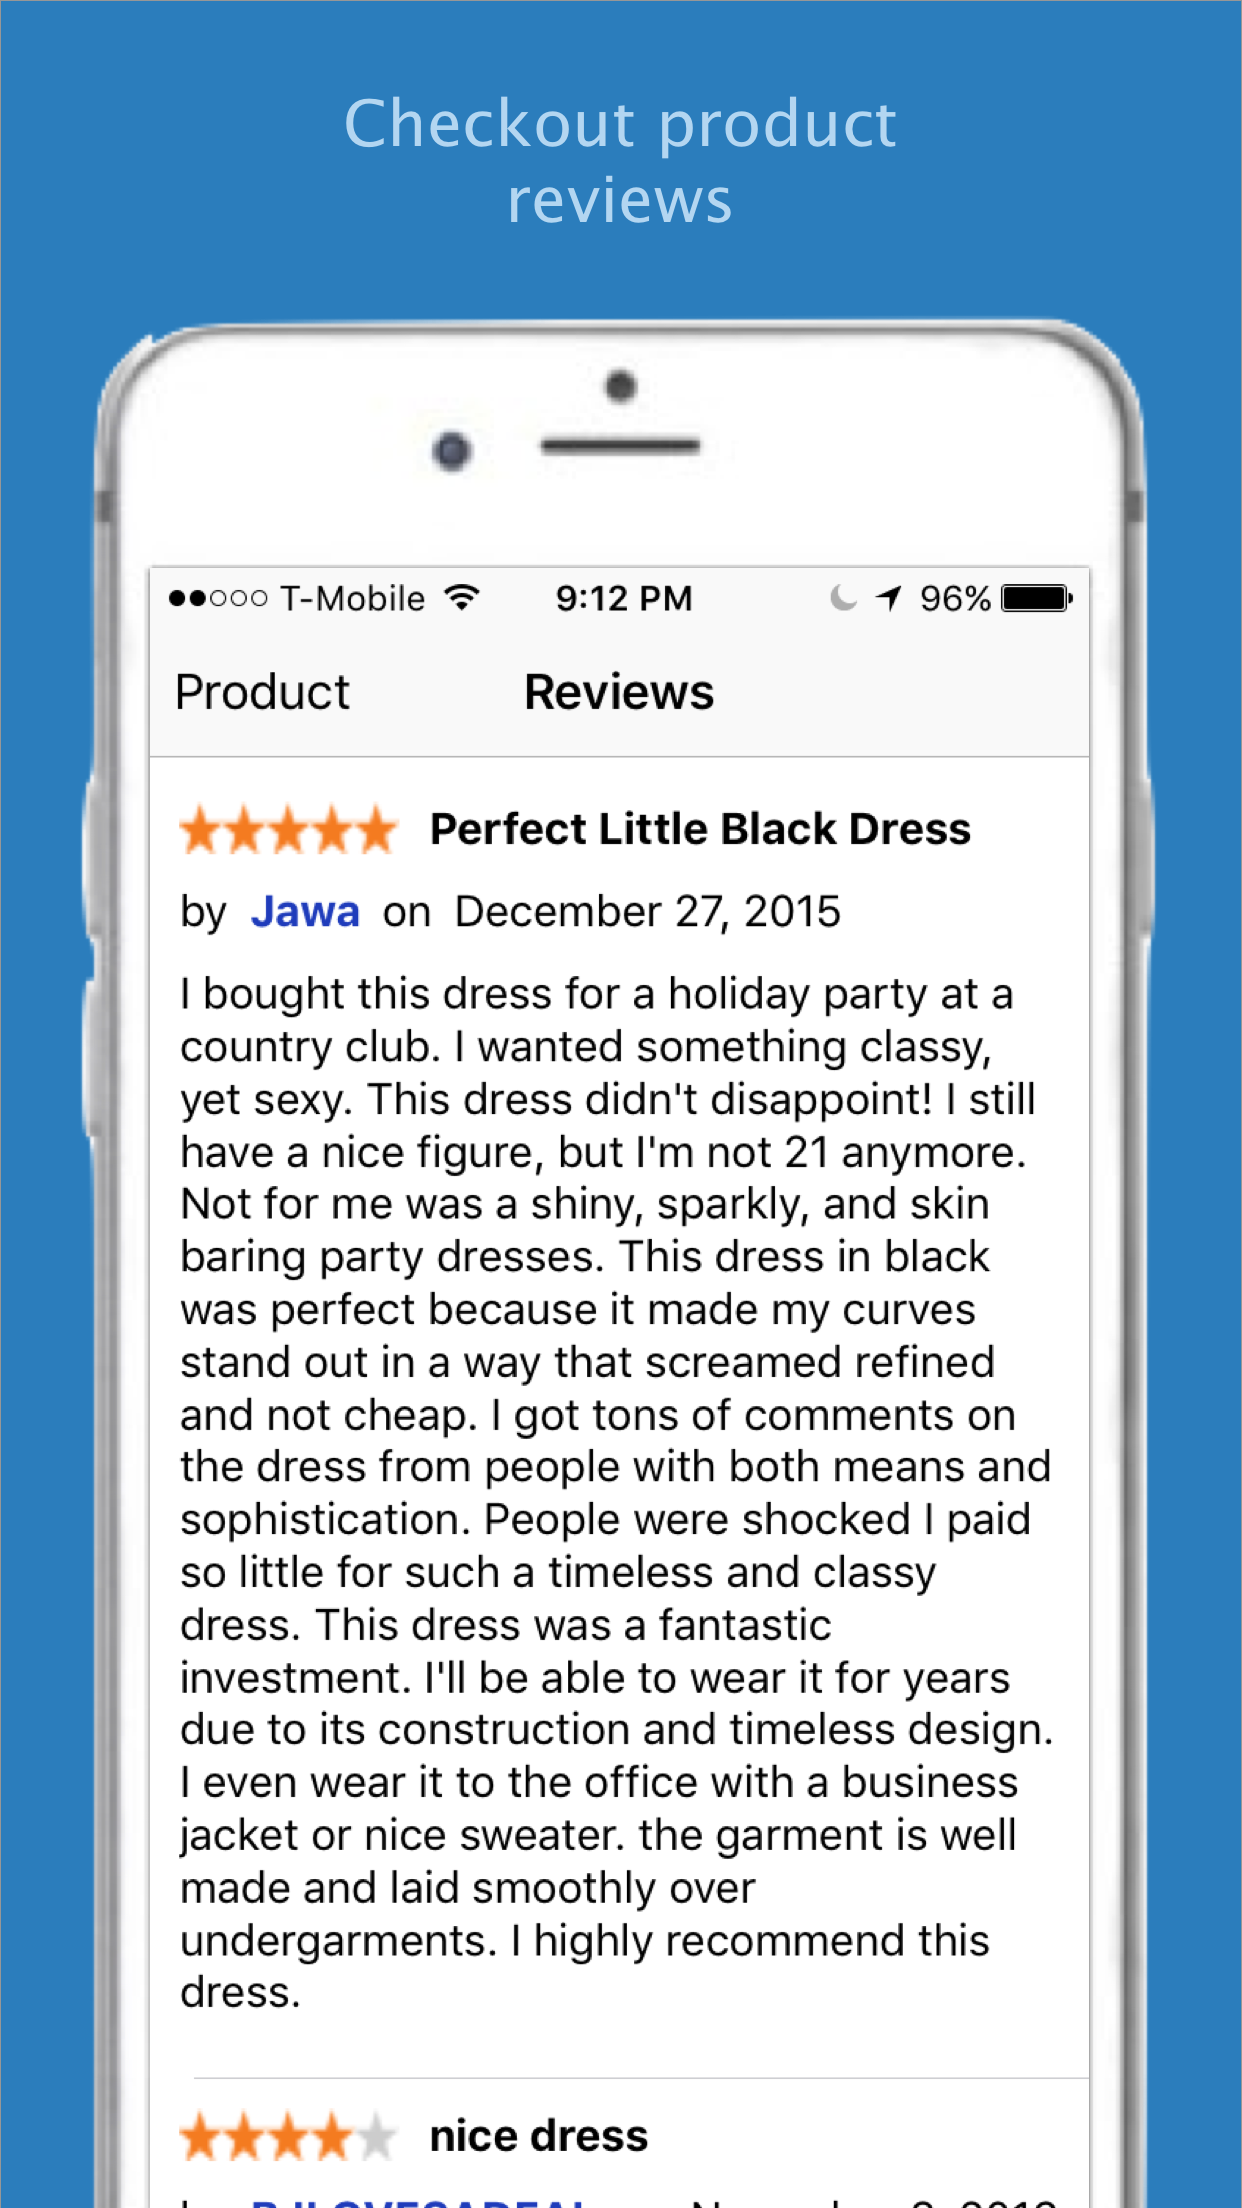 Checkout product
reviews
T-Mobile 9:12 PM 96%
Product Reviews
Perfect Little Black Dress
by Jawa on December 27, 2015
I bought this dress for a holiday party at a
country club. I wanted something classy,
yet sexy. This dress didn't disappoint! I still
have a nice figure, but I'm not 21 anymore.
Not for me was a shiny, sparkly, and skin
baring party dresses. This dress in black
was perfect because it made my curves
stand out in a way that screamed refined
and not cheap. I got tons of comments on
the dress from people with both means and
sophistication. People were shocked I paid
so little for such a timeless and classy
dress. This dress was a fantastic
investment. I'll be able to wear it for years
due to its construction and timeless design.
I even wear it to the office with a business
jacket or nice sweater. the garment is well
made and laid smoothly over
undergarments. I highly recommend this
dress.
nice dress